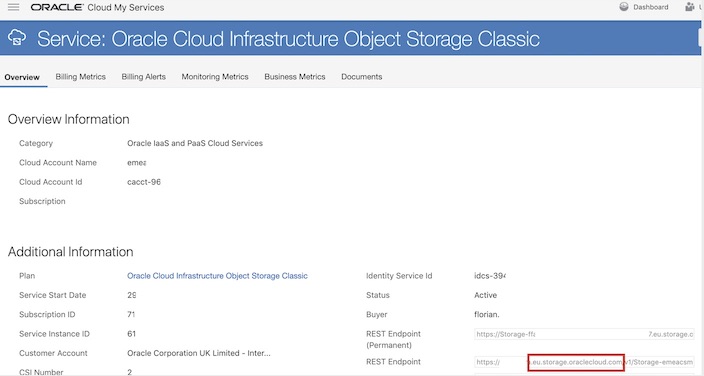 ORACLE Cloud My Services Dashboard
Service: Oracle Cloud Infrastructure Object Storage Classic
Overview Billing Metrics Billing Alerts Monitoring Metrics Business Metrics Documents
Overview Information
Category Oracle IaaS and PaaS Cloud Services
Cloud Account Name emea
Cloud Account Id cacct-96
Subscription
Additional Information
Plan Oracle Cloud Infrastructure Object Storage Classic
Service Start Date 29
Subscription ID 71
Service Instance ID 61
Customer Account Oracle Corporation UK Limited - Inter...
CSI Number 2
Identity Service Id idcs-394
Status Active
Buyer florian.
REST Endpoint (Permanent) https://Storage-ffc 7.eu.storage.c
REST Endpoint https:// .eu.storage.oraclecloud.com/v1/Storage-emeacsm